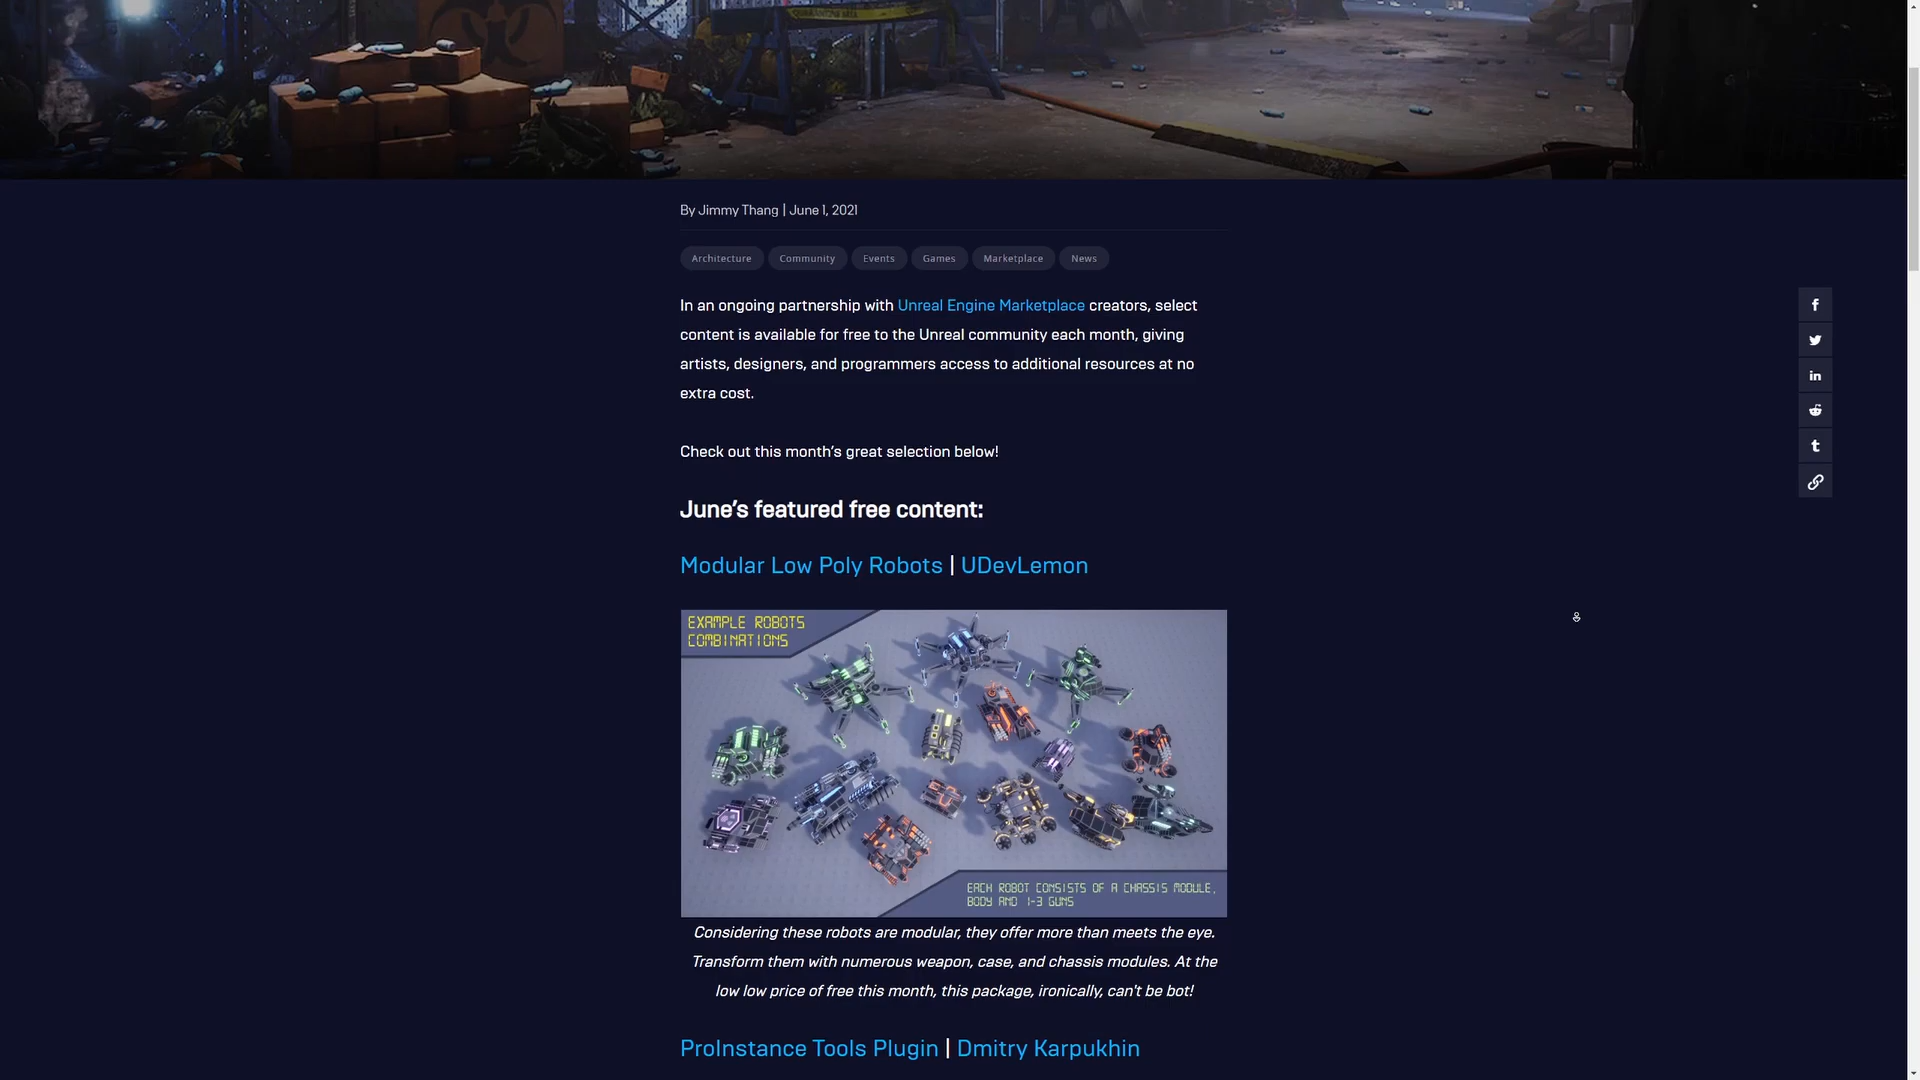 By Jimmy Thang | June 1, 2021
Architecture Community Events Games Marketplace News
In an ongoing partnership with Unreal Engine Marketplace creators, select
content is available for free to the Unreal community each month, giving
artists, designers, and programmers access to additional resources at no
extra cost.
Check out this month's great selection below!
June's featured free content:
Modular Low Poly Robots | UDevLemon
EXAMPLE ROBOTS
COMBINATIONS
EACH ROBOT CONSISTS OF A CHASSIS MODULE,
BODY AND 1-3 GUNS
Considering these robots are modular, they offer more than meets the eye.
Transform them with numerous weapon, case, and chassis modules. At the
low low price of free this month, this package, ironically, can't be bot!
ProInstance Tools Plugin | Dmitry Karpukhin